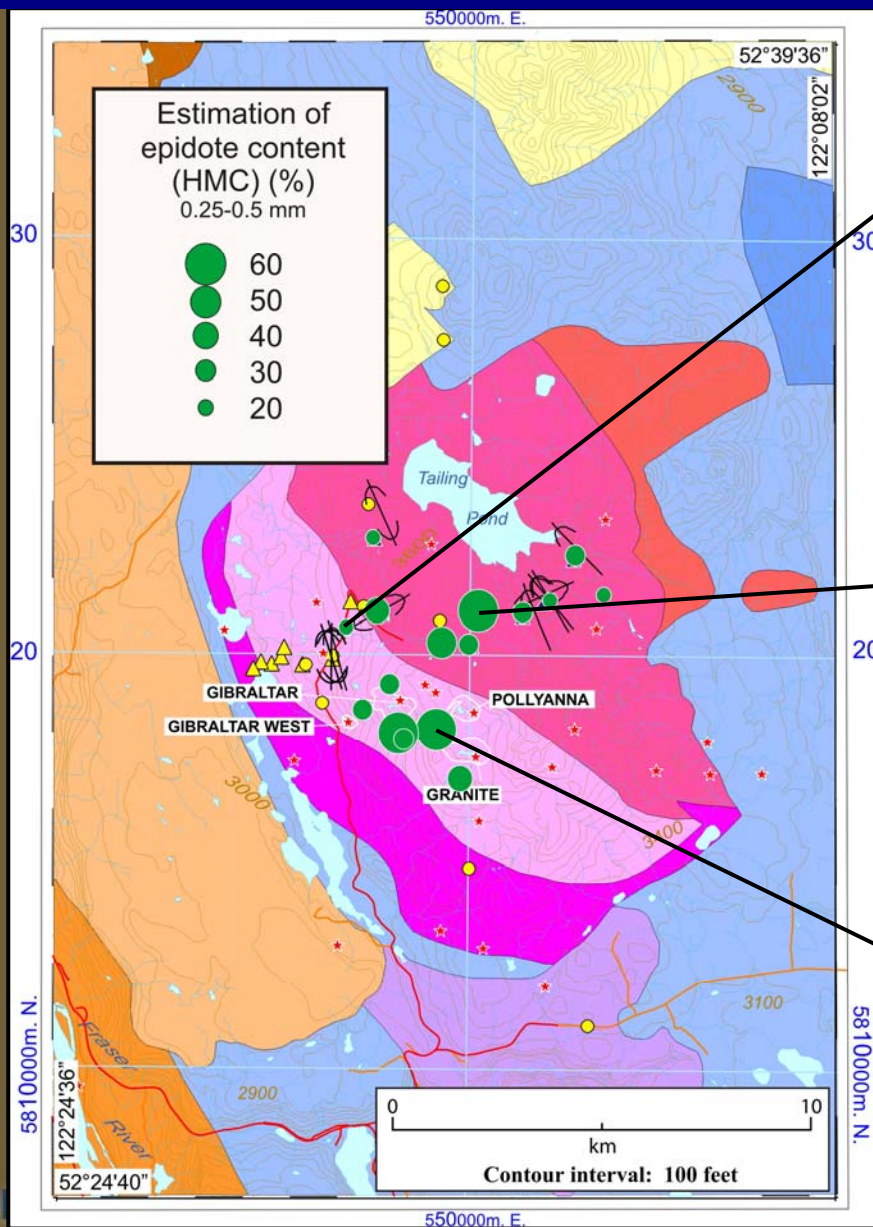 550000m. E.
52°39'36”
122°08'02”
2900
Estimation of
epidote content
(HMC) (%)
0.25-0.5 mm
60
50
40
30
20
30
30
Tailing
Pond
20
20
GIBRALTAR
POLLYANNA
GIBRALTAR WEST
GRANITE
3000
3400
3100
2900
Fraser
River
5810000m. N.
5810000m. N.
122°24'36”
52°24'40”
0
10
km
Contour interval: 100 feet
550000m. E.